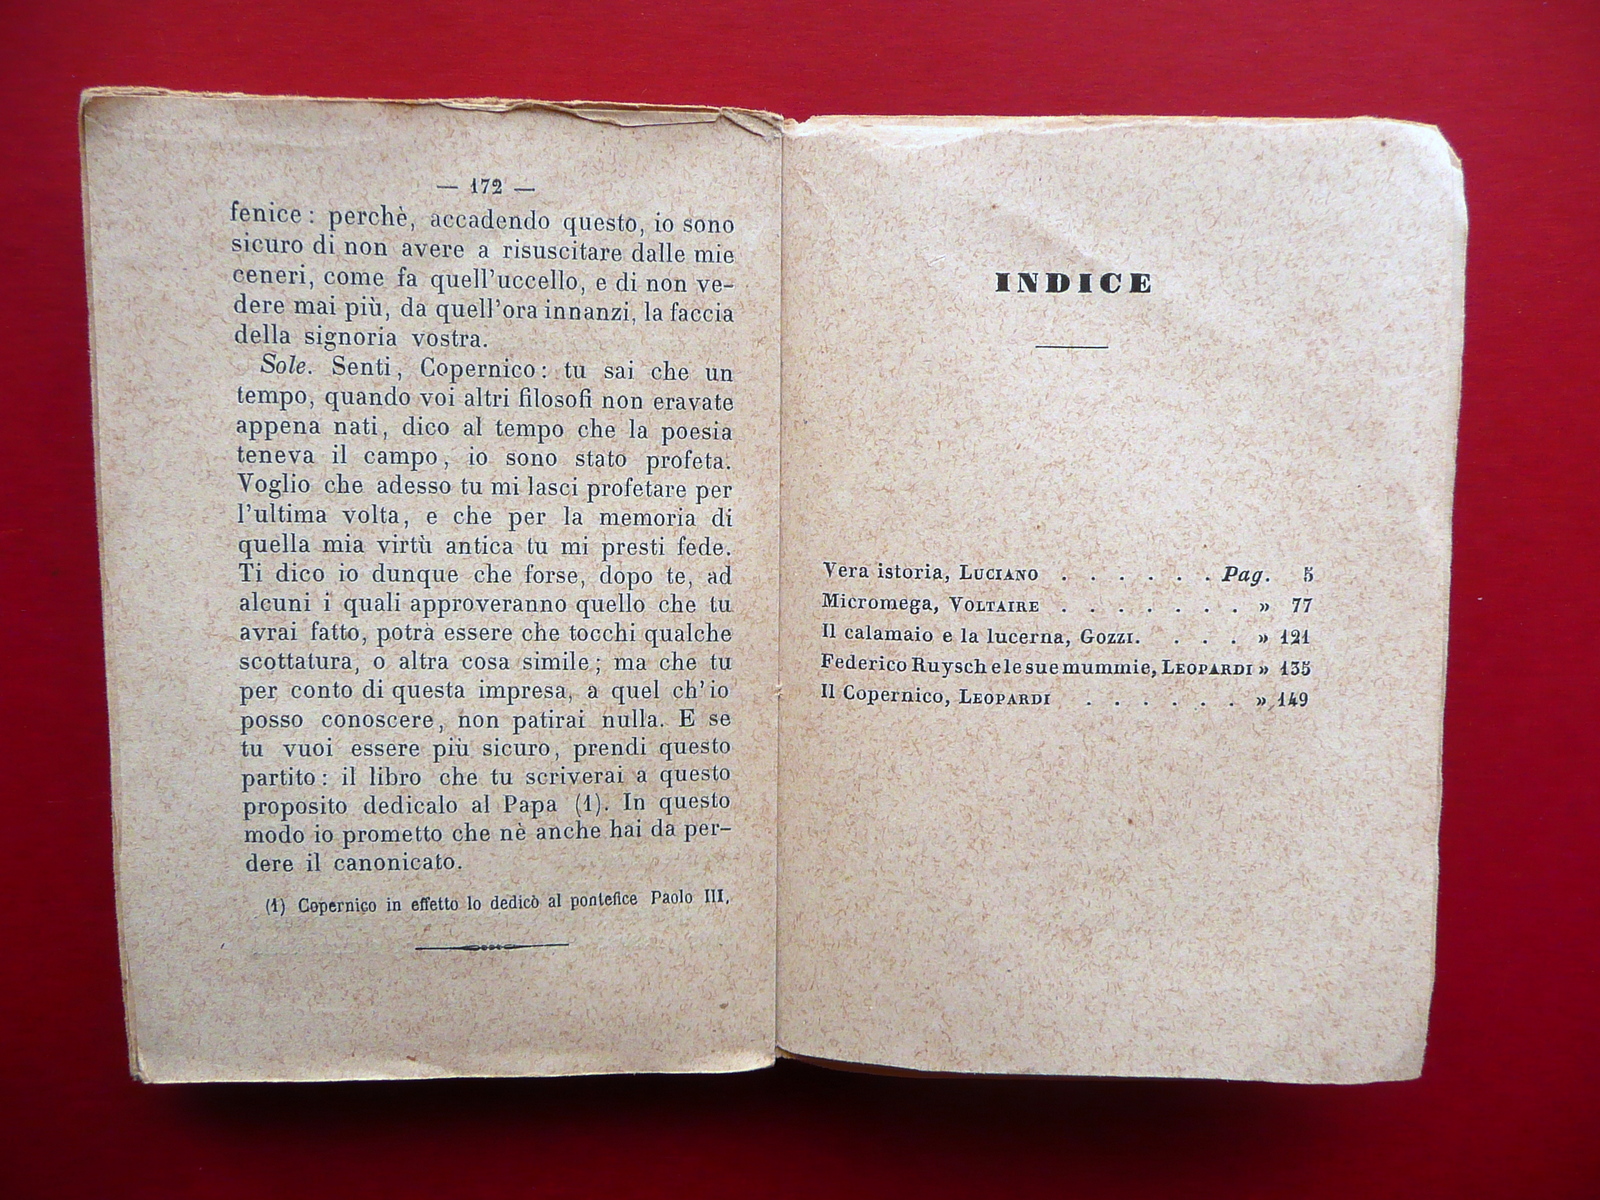 — 172 —
fenice : perchè, accadendo questo, io sono
sicuro di non avere a risuscitare dalle mie
ceneri, come fa quell'uccello, e di non ve-
dere mai più, da quell'ora innanzi, la faccia
della signoria vostra.
Sole. Senti, Copernico : tu sai che un
tempo, quando voi altri filosofi non eravate
appena nati, dico al tempo che la poesia
teneva il campo, io sono stato profeta.
Voglio che adesso tu mi lasci profetare per
l'ultima volta, e che per la memoria di
quella mia virtù antica tu mi presti fede.
Ti dico io dunque che forse, dopo te, ad
alcuni i quali approveranno quello che tu
avrai fatto, potrà essere che tocchi qualche
scottatura, o altra cosa simile ; ma che tu
per conto di questa impresa, a quel ch'io
posso conoscere, non patirai nulla. E se
tu vuoi essere più sicuro, prendi questo
partito : il libro che tu scriverai a questo
proposito dedicalo al Papa (1). In questo
modo io prometto che nè anche hai da per-
dere il canonicato.
(1) Copernico in effetto lo dedicò al pontefice Paolo III,
INDICE
Vera istoria, LUCIANO . . . . . . Pag. 5
Micromega, VOLTAIRE . . . . . . . » 77
Il calamaio e la lucerna, GOZZI. . . . » 121
Federico Ruysch e le sue mummie, LEOPARDI » 135
Il Copernico, LEOPARDI . . . . . . » 149